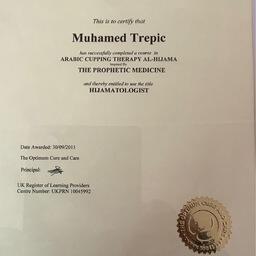 This is to certify that
Muhamed Trepic
has successfully completed a course in
ARABIC CUPPING THERAPY AL-HIJAMA
inspired By
THE PROPHETIC MEDICINE
and thereby entitled to use the title
HIJAMATOLOGIST
Date Awarded: 30/09/2011
The Optimum Cure and Care
Principal:
UK Register of Learning Providers
Centre Number: UKPRN 10045992